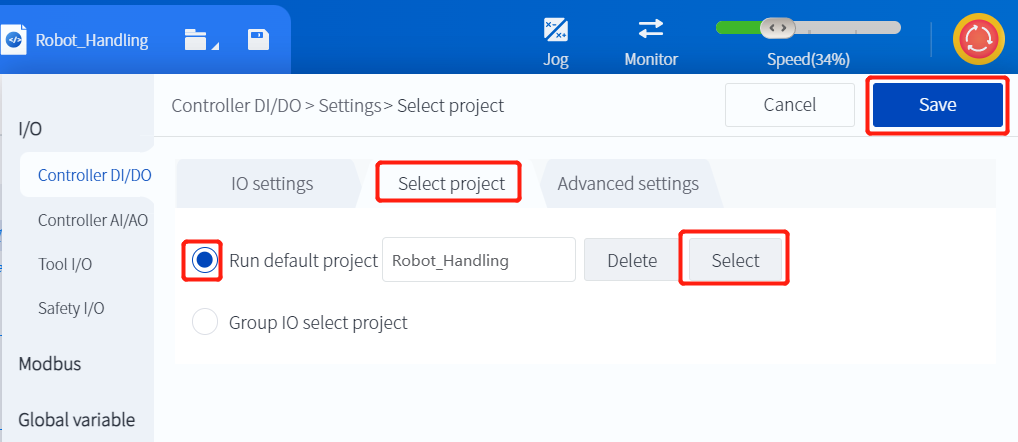 Robot_Handling
Jog
Monitor
Speed(34%)
Controller DI/DO > Settings> Select project
Cancel
Save
I/O
Controller DI/DO
Controller AI/AO
Tool I/O
Safety I/O
Modbus
Global variable
IO settings
Select project
Advanced settings
Run default project
Robot_Handling
Delete
Select
Group IO select project